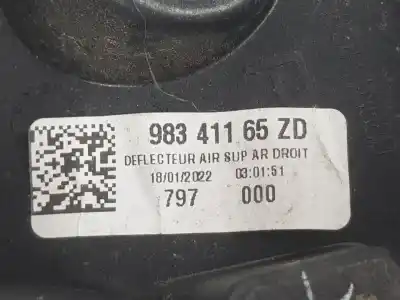 983 411 65 ZD
DEFLECTEUR AIR SUP AR DROIT
18/01/2022 03:01:51
797 000